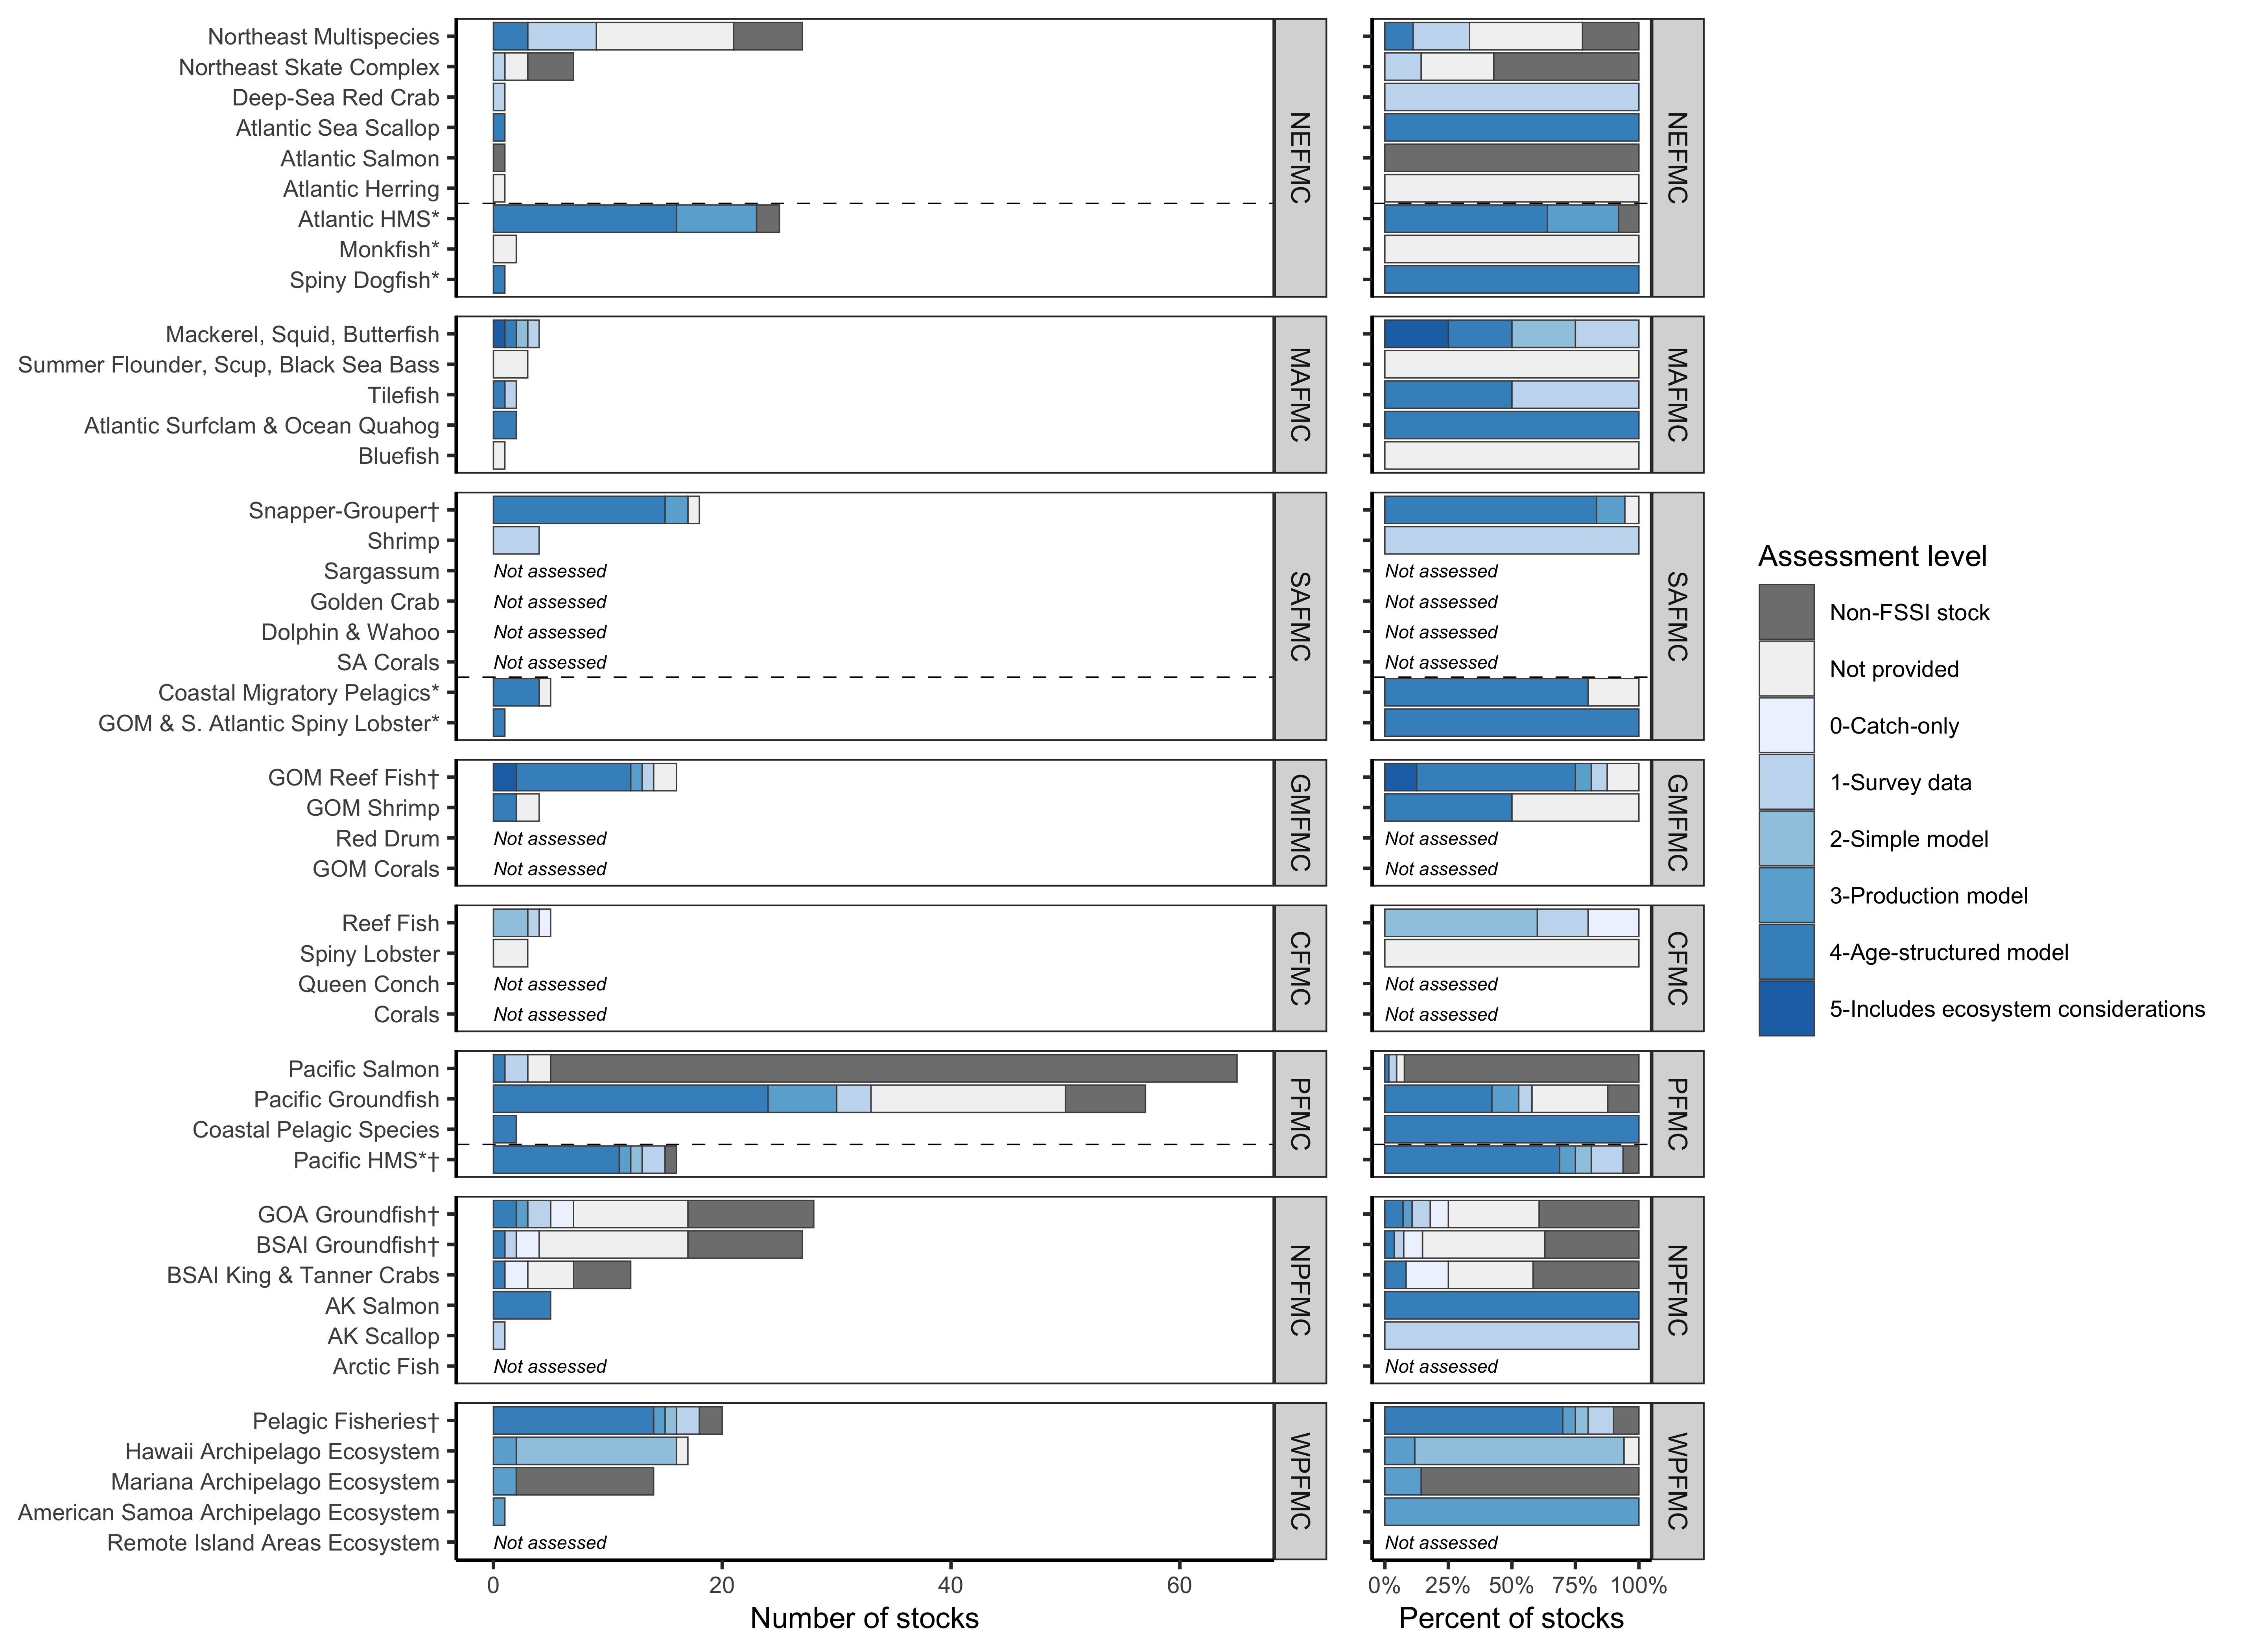 Northeast Multispecies
Northeast Skate Complex
Deep-Sea Red Crab
Atlantic Sea Scallop
Atlantic Salmon
Atlantic Herring
Atlantic HMS*
Monkfish*
Spiny Dogfish*
NEFMC
NEFMC
Mackerel, Squid, Butterfish
Summer Flounder, Scup, Black Sea Bass
Tilefish
Atlantic Surfclam & Ocean Quahog
Bluefish
MAFMC
MAFMC
Snapper-Grouper†
Shrimp
Sargassum Not assessed Not assessed
Golden Crab Not assessed Not assessed
Dolphin & Wahoo Not assessed Not assessed
SA Corals Not assessed Not assessed
Coastal Migratory Pelagics*
GOM & S. Atlantic Spiny Lobster*
SAFMC
SAFMC
GOM Reef Fish†
GOM Shrimp
Red Drum Not assessed Not assessed
GOM Corals Not assessed Not assessed
GMFMC
GMFMC
Reef Fish
Spiny Lobster
Queen Conch Not assessed Not assessed
Corals Not assessed Not assessed
CFMC
CFMC
Pacific Salmon
Pacific Groundfish
Coastal Pelagic Species
Pacific HMS*†
PFMC
PFMC
GOA Groundfish†
BSAI Groundfish†
BSAI King & Tanner Crabs
AK Salmon
AK Scallop
Arctic Fish Not assessed Not assessed
NPFMC
NPFMC
Pelagic Fisheries†
Hawaii Archipelago Ecosystem
Mariana Archipelago Ecosystem
American Samoa Archipelago Ecosystem
Remote Island Areas Ecosystem Not assessed Not assessed
WPFMC
WPFMC
0 20 40 60
Number of stocks
0% 25% 50% 75% 100%
Percent of stocks
Assessment level
Non-FSSI stock
Not provided
0-Catch-only
1-Survey data
2-Simple model
3-Production model
4-Age-structured model
5-Includes ecosystem considerations